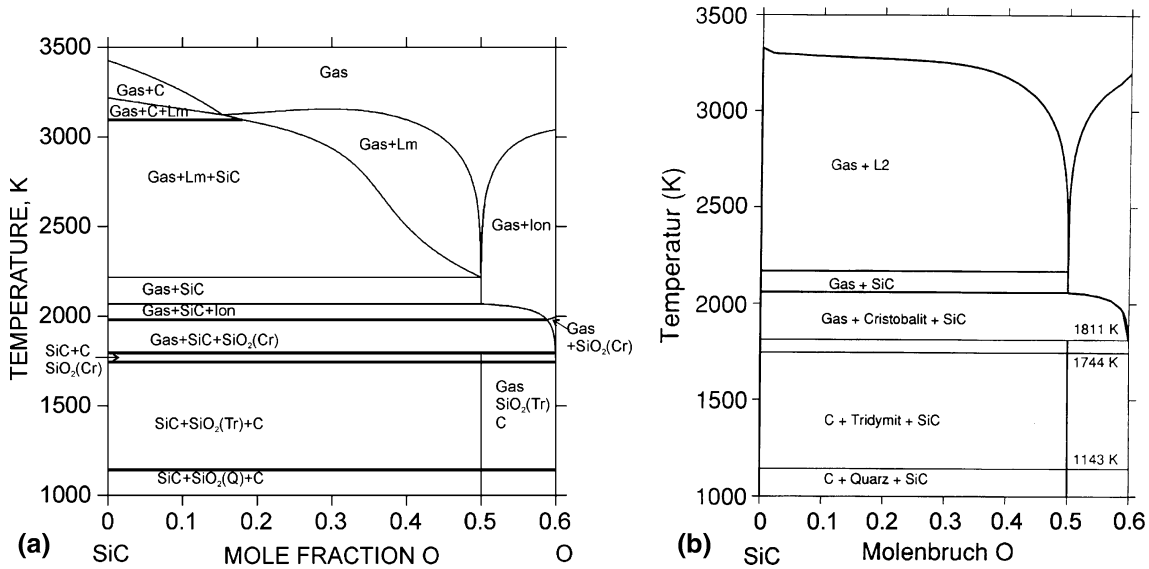 3500
3000
2500
2000
1500
1000
TEMPERATURE, K
Gas
Gas+C
Gas+C+Lm
Gas+Lm
Gas+Lm+SiC
Gas+Ion
Gas+SiC
Gas+SiC+Ion
Gas
+SiO₂(Cr)
Gas+SiC+SiO₂(Cr)
SiC+C
SiO₂(Cr)
Gas
SiO₂(Tr)
C
SiC+SiO₂(Tr)+C
SiC+SiO₂(Q)+C
0 0.1 0.2 0.3 0.4 0.5 0.6
(a) SiC MOLE FRACTION O O
3500
3000
2500
2000
1500
1000
Temperatur (K)
Gas + L2
Gas + SiC
Gas + Cristobalit + SiC
1811 K
1744 K
C + Tridymit + SiC
1143 K
C + Quarz + SiC
0 0.1 0.2 0.3 0.4 0.5 0.6
(b) SiC Molenbruch O